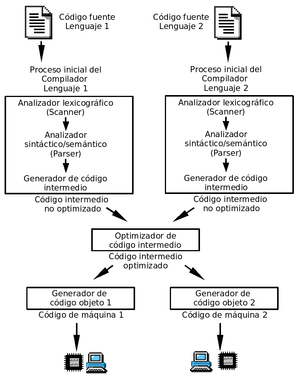 Código fuente
Lenguaje 1
Código fuente
Lenguaje 2
Proceso inicial del
Compilador
Lenguaje 1
Proceso inicial del
Compilador
Lenguaje 2
Analizador lexicográfico
(Scanner)
Analizador
sintáctico/semántico
(Parser)
Generador de código
intermedio
Analizador lexicográfico
(Scanner)
Analizador
sintáctico/semántico
(Parser)
Generador de código
intermedio
Código intermedio
no optimizado
Código intermedio
no optimizado
Optimizador de
código intermedio
Código intermedio
optimizado
Generador de
código objeto 1
Generador de
código objeto 2
Código de máquina 1
Código de máquina 2